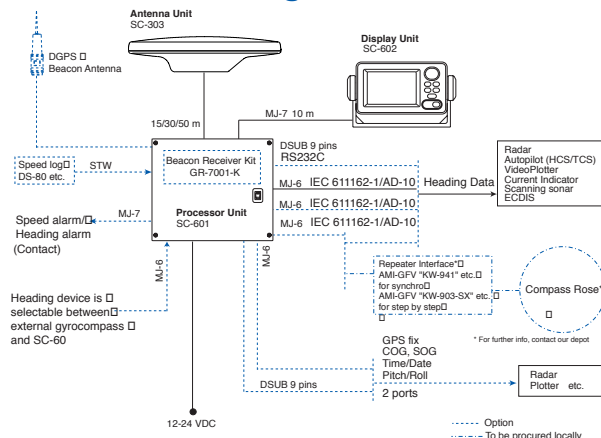 Antenna Unit
SC-303
Display Unit
SC-602
DGPS
Beacon Antenna
15/30/50 m
MJ-7 10 m
DSUB 9 pins
RS232C
Beacon Receiver Kit
GR-7001-K
Speed log
DS-80 etc.
STW
MJ-6 IEC 611162-1/AD-10
Heading Data
MJ-6 IEC 611162-1/AD-10
MJ-6 IEC 611162-1/AD-10
Radar
Autopilot (HCS/TCS)
VideoPlotter
Current Indicator
Scanning sonar
ECDIS
Processor Unit
SC-601
Speed alarm/
Heading alarm
(Contact)
MJ-7
MJ-6
MJ-6
Repeater Interface*
AMI-GFV "KW-941" etc.
for synchro
AMI-GFV "KW-903-SX" etc.
for step by step
Compass Rose*
* For further info, contact our depot
Heading device is
selectable between
external gyrocompass
and SC-60
GPS fix
COG, SOG
Time/Date
Pitch/Roll
2 ports
DSUB 9 pins
Radar
Plotter etc.
12-24 VDC
Option
To be procured locally